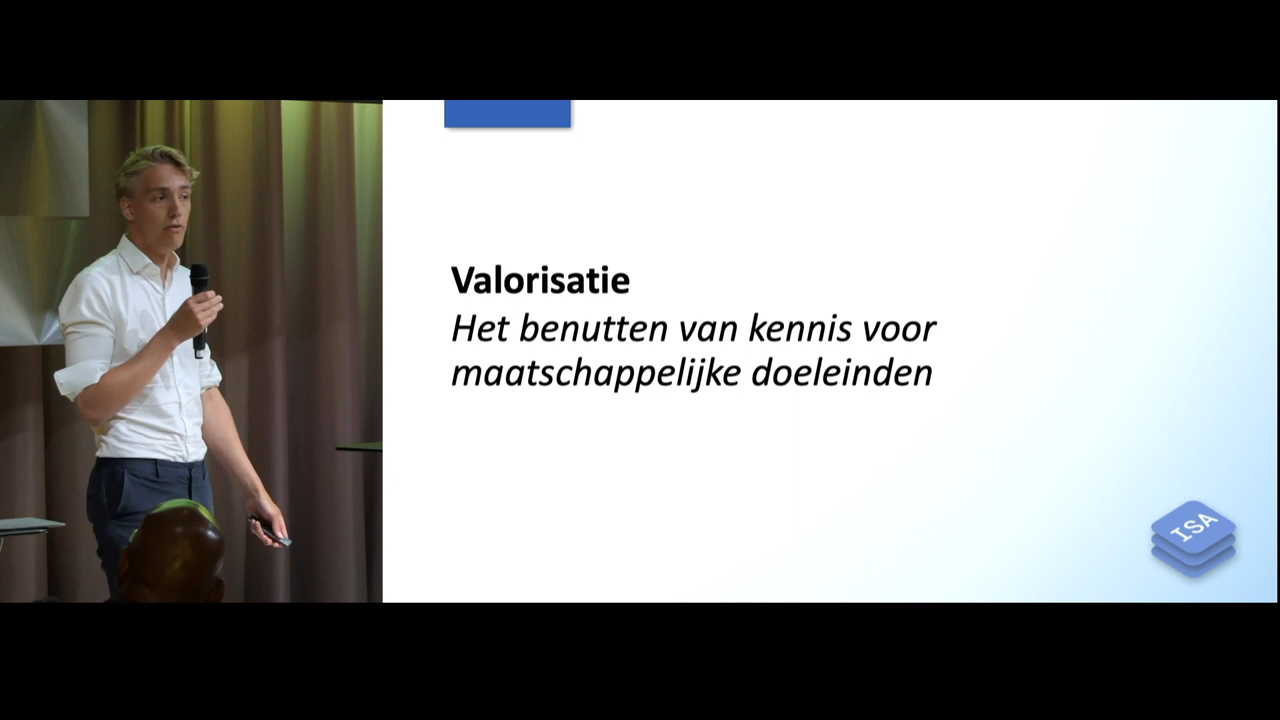 Valorisatie
Het benutten van kennis voor
maatschappelijke doeleinden
ISA